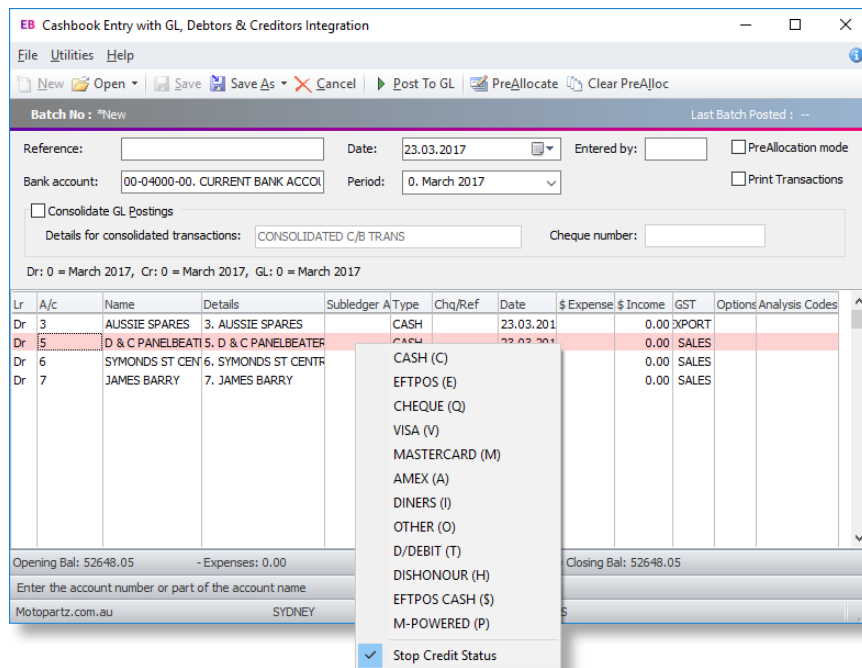 EB Cashbook Entry with GL, Debtors & Creditors Integration
File Utilities Help
New Open Save Save As Cancel Post To GL PreAllocate Clear PreAlloc
Batch No : *New Last Batch Posted : --
Reference: Date: 23.03.2017 Entered by: PreAllocation mode
Bank account: 00-04000-00. CURRENT BANK ACCOU Period: 0. March 2017 Print Transactions
Consolidate GL Postings
Details for consolidated transactions: CONSOLIDATED C/B TRANS Cheque number:
Dr: 0 = March 2017, Cr: 0 = March 2017, GL: 0 = March 2017
Lr A/c Name Details Subledger A Type Chq/Ref Date $ Expense $ Income GST Options Analysis Codes
Dr 3 AUSSIE SPARES 3. AUSSIE SPARES CASH 23.03.201 0.00 EXPORT
Dr 5 D & C PANELBEATI 5. D & C PANELBEATER CASH 23.03.201 0.00 SALES
Dr 6 SYMONDS ST CEN 6. SYMONDS ST CENTR 0.00 SALES
Dr 7 JAMES BARRY 7. JAMES BARRY 0.00 SALES
CASH (C)
EFTPOS (E)
CHEQUE (Q)
VISA (V)
MASTERCARD (M)
AMEX (A)
DINERS (I)
OTHER (O)
D/DEBIT (T)
DISHONOUR (H)
EFTPOS CASH ($)
M-POWERED (P)
Stop Credit Status
Opening Bal: 52648.05 - Expenses: 0.00 Closing Bal: 52648.05
Enter the account number or part of the account name
Motopartz.com.au SYDNEY